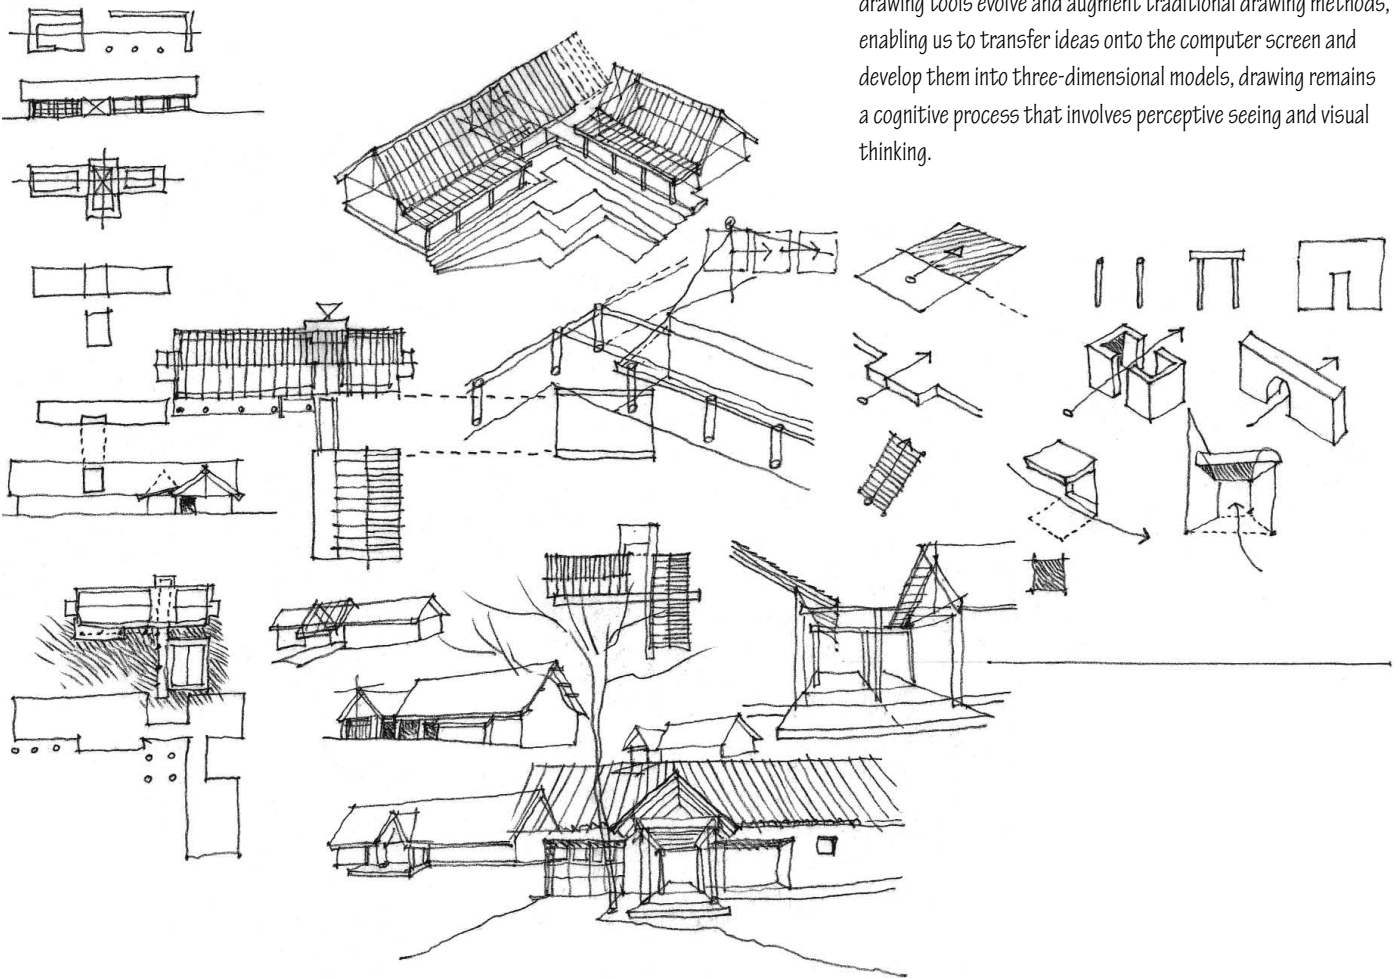 drawing tools evolve and augment traditional drawing methods,
enabling us to transfer ideas onto the computer screen and
develop them into three-dimensional models, drawing remains
a cognitive process that involves perceptive seeing and visual
thinking.